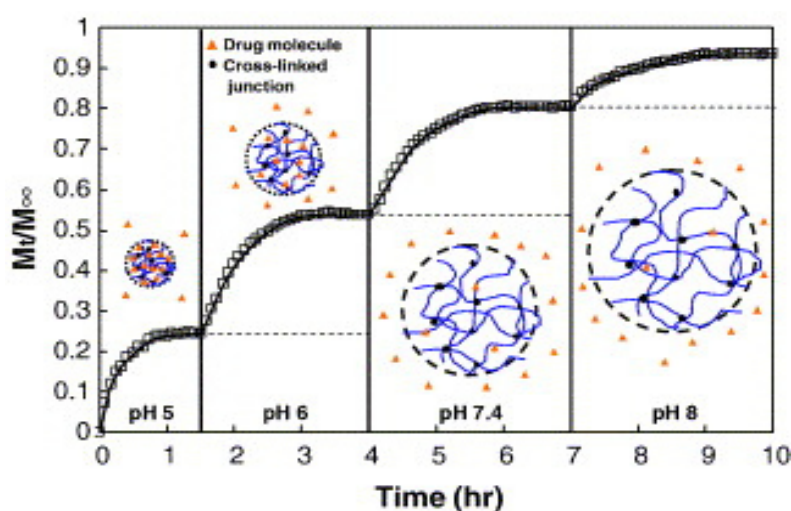 Drug molecule
Cross-linked
junction
Mt/M∞
1
0.9
0.8
0.7
0.6
0.5
0.4
0.3
0.2
0.1
0
pH 5
pH 6
pH 7.4
pH 8
0 1 2 3 4 5 6 7 8 9 10
Time (hr)